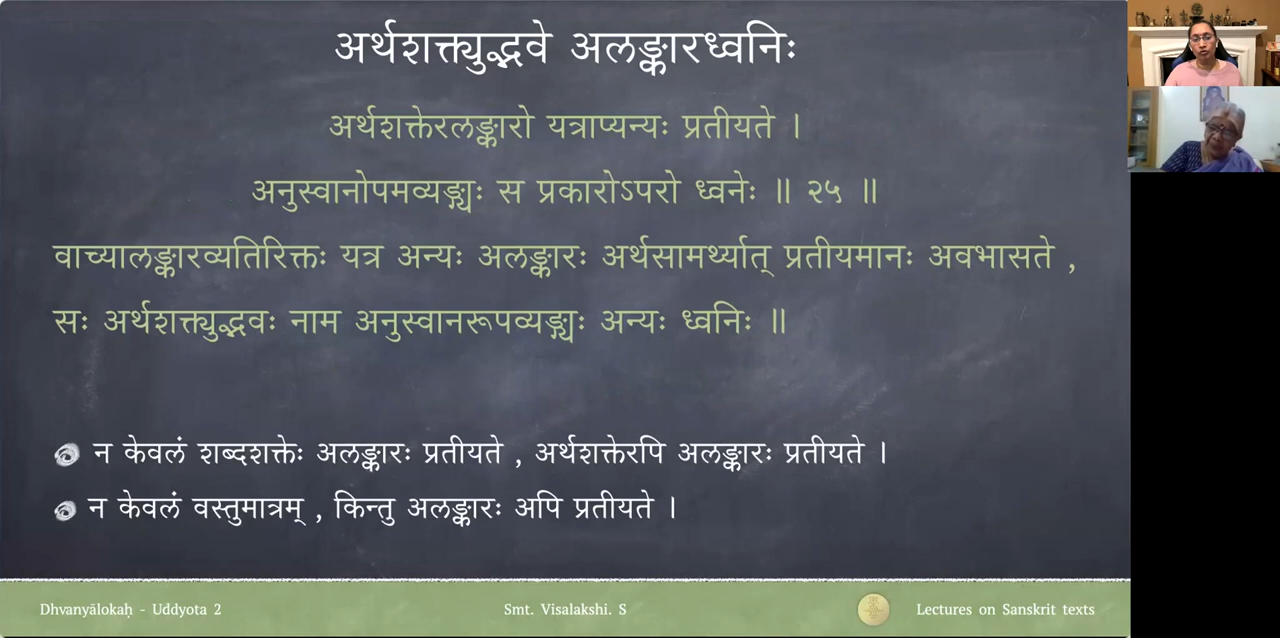 अर्थशक्त्युद्भवे अलङ्कारध्वनिः
अर्थशक्तेरलङ्कारो यत्राप्यन्यः प्रतीयते ।
अनुस्वानोपमव्यङ्ग्यः स प्रकारोऽपरो ध्वनेः ॥ २५ ॥
वाच्यालङ्कारव्यतिरिक्तः यत्र अन्यः अलङ्कारः अर्थसामर्थ्यात् प्रतीयमानः अवभासते ,
सः अर्थशक्त्युद्भवः नाम अनुस्वानरूपव्यङ्ग्यः अन्यः ध्वनिः ॥
न केवलं शब्दशक्तेः अलङ्कारः प्रतीयते , अर्थशक्तेरपि अलङ्कारः प्रतीयते ।
न केवलं वस्तुमात्रम् , किन्तु अलङ्कारः अपि प्रतीयते ।
Dhvanyālokaḥ - Uddyota 2 Smt. Visalakshi. S Lectures on Sanskrit texts